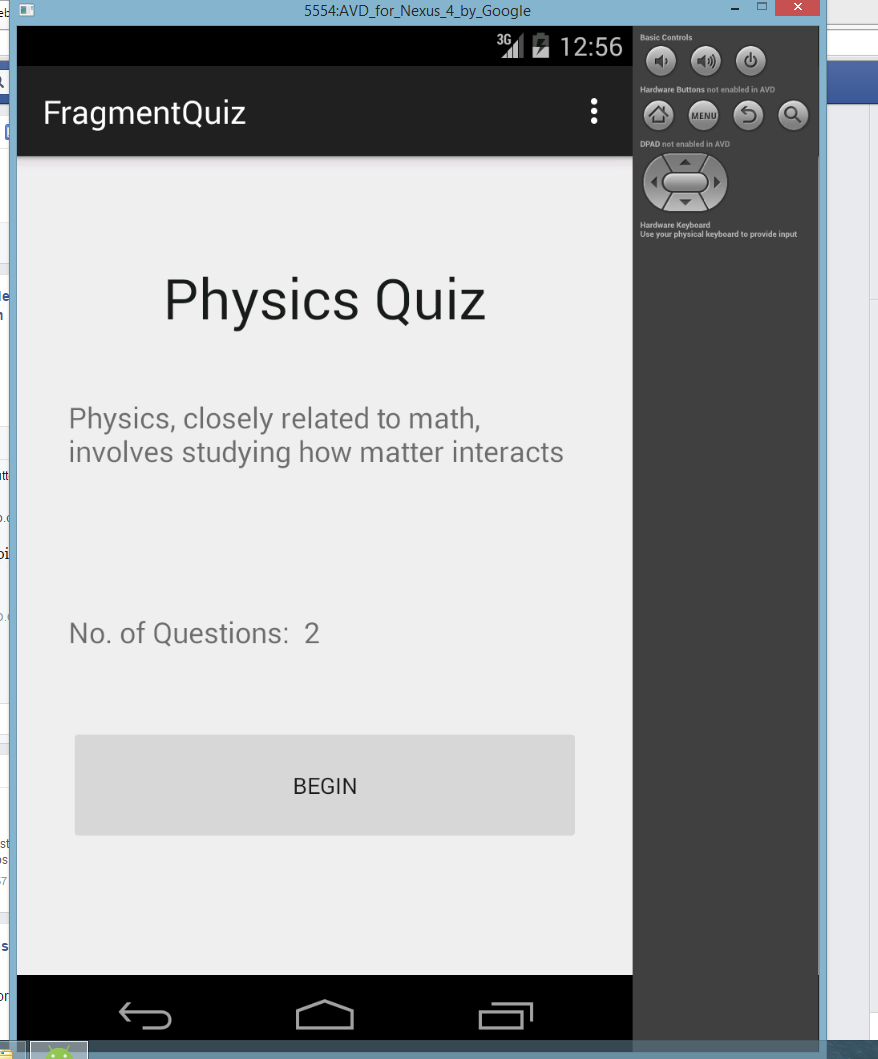 5554:AVD_for_Nexus_4_by_Google
3G 12:56
FragmentQuiz
Physics Quiz
Physics, closely related to math,
involves studying how matter interacts
No. of Questions: 2
BEGIN
Basic Controls
Hardware Buttons not enabled in AVD
MENU
DPAD not enabled in AVD
Hardware Keyboard
Use your physical keyboard to provide input